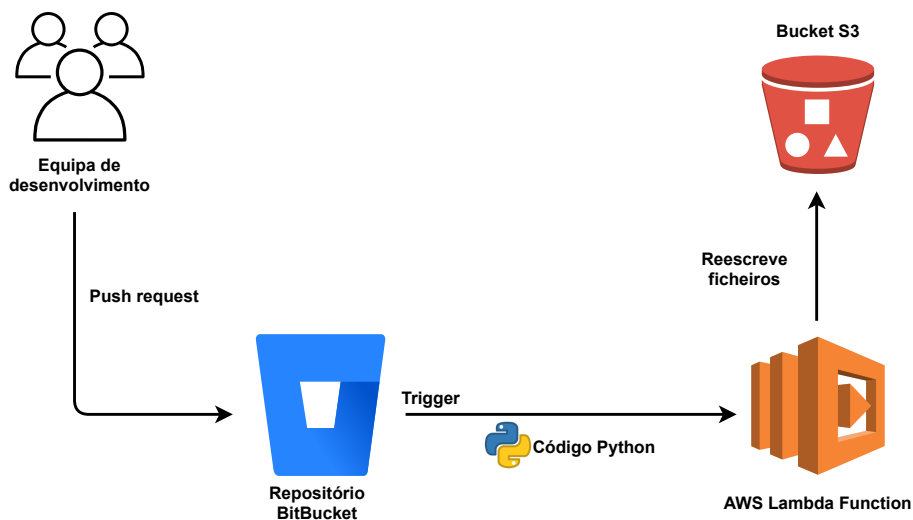 Bucket S3
Equipa de
desenvolvimento
Reescreve
ficheiros
Push request
Trigger
Código Python
Repositório
BitBucket
AWS Lambda Function